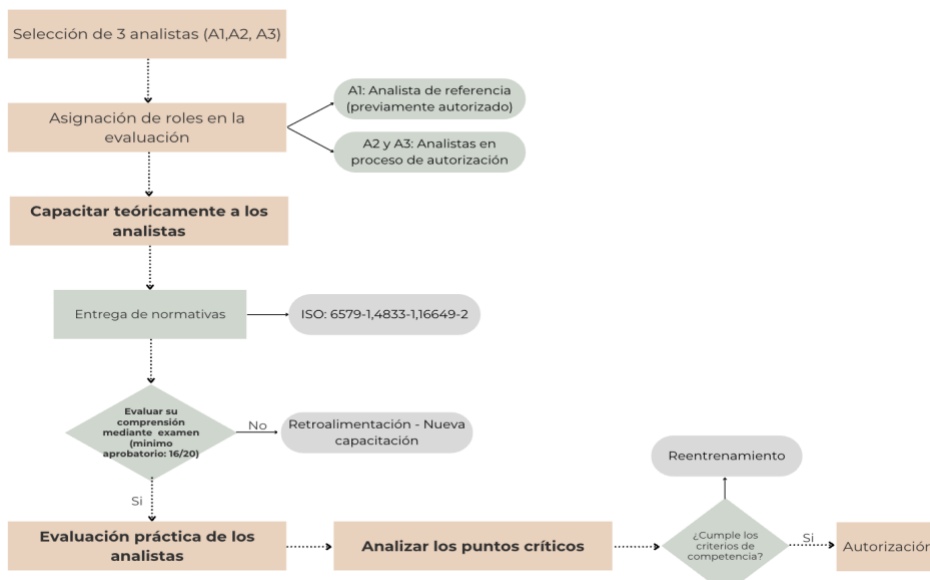 Selección de 3 analistas (A1,A2, A3)
Asignación de roles en la
evaluación
A1: Analista de referencia
(previamente autorizado)
A2 y A3: Analistas en
proceso de autorización
Capacitar teóricamente a los
analistas
Entrega de normativas
ISO: 6579-1,4833-1,16649-2
Evaluar su
comprensión
mediante examen
(minimo
aprobatorio: 16/20)
No
Retroalimentación - Nueva
capacitación
Si
Evaluación práctica de los
analistas
Analizar los puntos críticos
Reentrenamiento
¿Cumple los
criterios de
competencia?
Si
Autorización